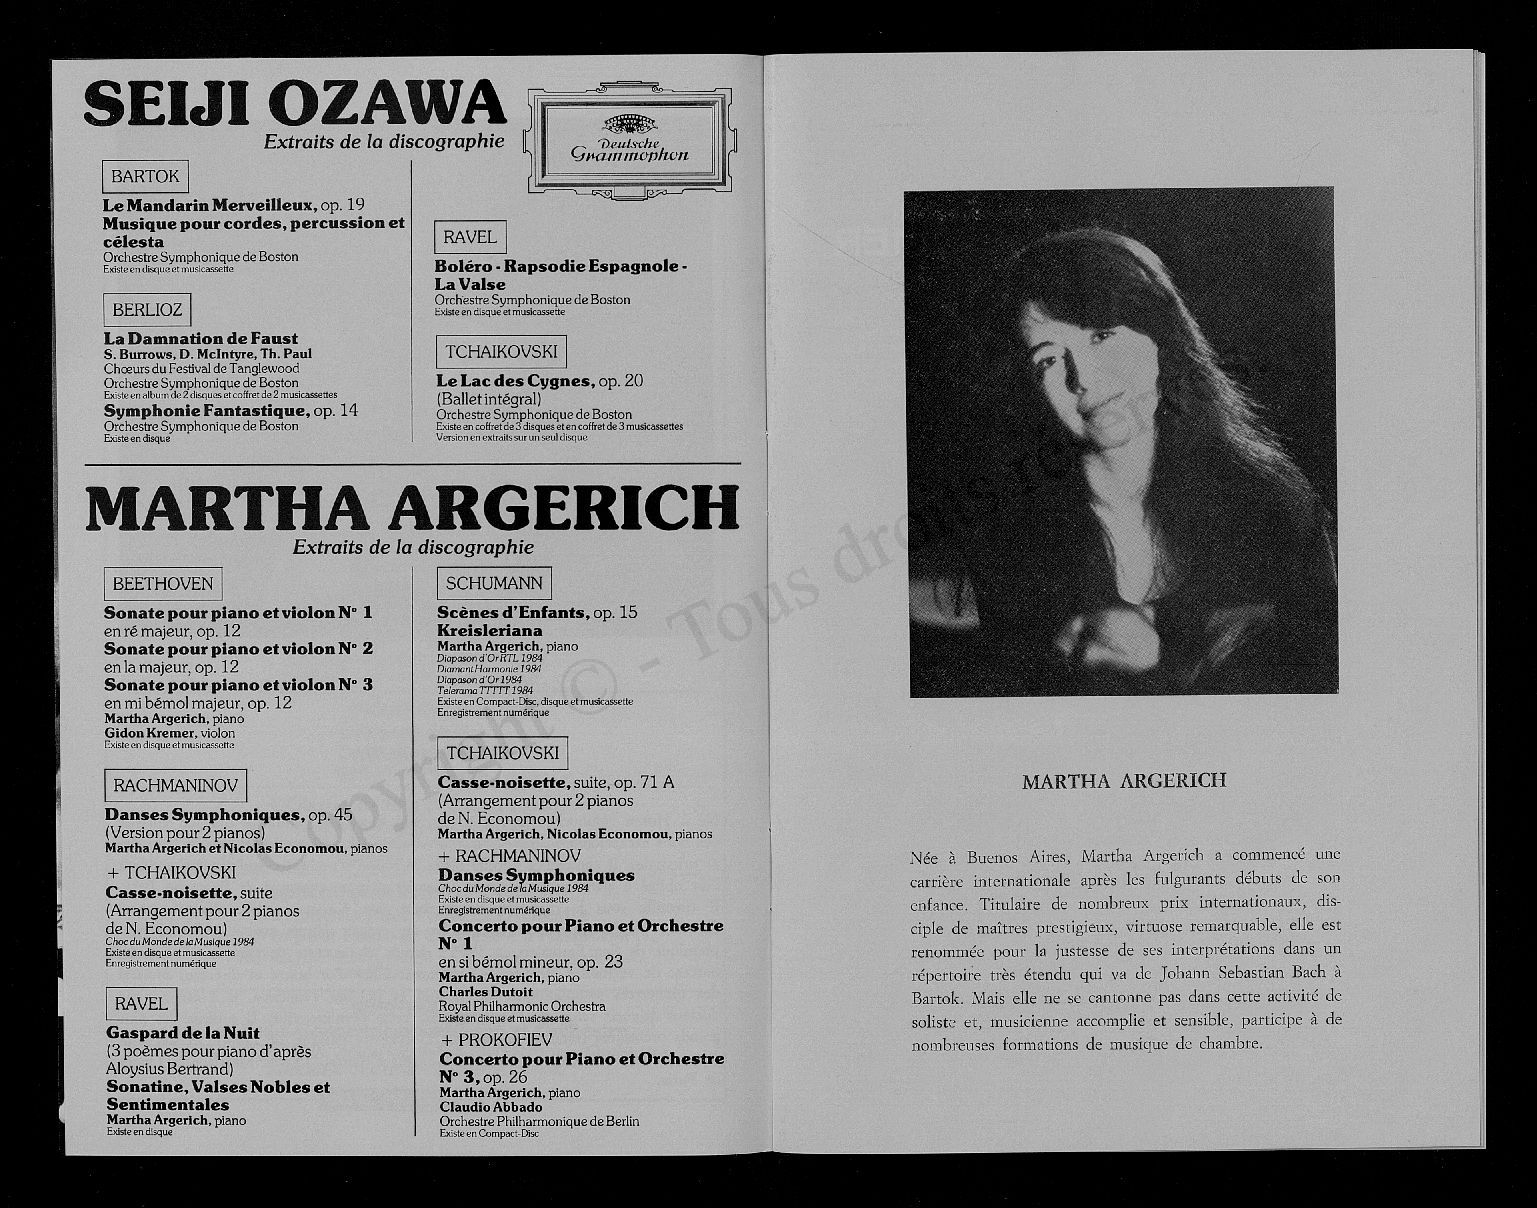 SEIJI OZAWA
Extraits de la discographie
Deutsche
Grammophon
BARTOK
Le Mandarin Merveilleux, op. 19
Musique pour cordes, percussion et
célesta
Orchestre Symphonique de Boston
Existe en disque et musicassette
BERLIOZ
La Damnation de Faust
S. Burrows, D. McIntyre, Th. Paul
Chœurs du Festival de Tanglewood
Orchestre Symphonique de Boston
Existe en album de 2 disques et coffret de 2 musicassettes
Symphonie Fantastique, op. 14
Orchestre Symphonique de Boston
Existe en disque
RAVEL
Boléro - Rapsodie Espagnole -
La Valse
Orchestre Symphonique de Boston
Existe en disque et musicassette
TCHAIKOVSKI
Le Lac des Cygnes, op. 20
(Ballet intégral)
Orchestre Symphonique de Boston
Existe en coffret de 3 disques et en coffret de 3 musicassettes
Version en extraits sur un seul disque
MARTHA ARGERICH
Extraits de la discographie
BEETHOVEN
Sonate pour piano et violon N° 1
en ré majeur, op. 12
Sonate pour piano et violon N° 2
en la majeur, op. 12
Sonate pour piano et violon N° 3
en mi bémol majeur, op. 12
Martha Argerich, piano
Gidon Kremer, violon
Existe en disque et musicassette
RACHMANINOV
Danses Symphoniques, op. 45
(Version pour 2 pianos)
Martha Argerich et Nicolas Economou, pianos
+ TCHAIKOVSKI
Casse-noisette, suite
(Arrangement pour 2 pianos
de N. Economou)
Choc du Monde de la Musique 1984
Existe en disque et musicassette
Enregistrement numérique
RAVEL
Gaspard de la Nuit
(3 poèmes pour piano d'après
Aloysius Bertrand)
Sonatine, Valses Nobles et
Sentimentales
Martha Argerich, piano
Existe en disque
SCHUMANN
Scènes d'Enfants, op. 15
Kreisleriana
Martha Argerich, piano
Diapason d'Or RTL 1984
Diamant Harmonie 1984
Diapason d'Or 1984
Telerama TTTTT 1984
Existe en Compact-Disc, disque et musicassette
Enregistrement numérique
TCHAIKOVSKI
Casse-noisette, suite, op. 71 A
(Arrangement pour 2 pianos
de N. Economou)
Martha Argerich, Nicolas Economou, pianos
+ RACHMANINOV
Danses Symphoniques
Choc du Monde de la Musique 1984
Existe en disque et musicassette
Enregistrement numérique
Concerto pour Piano et Orchestre
N° 1
en si bémol mineur, op. 23
Martha Argerich, piano
Charles Dutoit
Royal Philharmonic Orchestra
Existe en disque et musicassette
+ PROKOFIEV
Concerto pour Piano et Orchestre
N° 3, op. 26
Martha Argerich, piano
Claudio Abbado
Orchestre Philharmonique de Berlin
Existe en Compact-Disc
MARTHA ARGERICH
Née à Buenos Aires, Martha Argerich a commencé une
carrière internationale après les fulgurants débuts de son
enfance. Titulaire de nombreux prix internationaux, dis-
ciple de maîtres prestigieux, virtuose remarquable, elle est
renommée pour la justesse de ses interprétations dans un
répertoire très étendu qui va de Johann Sebastian Bach à
Bartok. Mais elle ne se cantonne pas dans cette activité de
soliste et, musicienne accomplie et sensible, participe à de
nombreuses formations de musique de chambre.
Copyright © - Tous droits